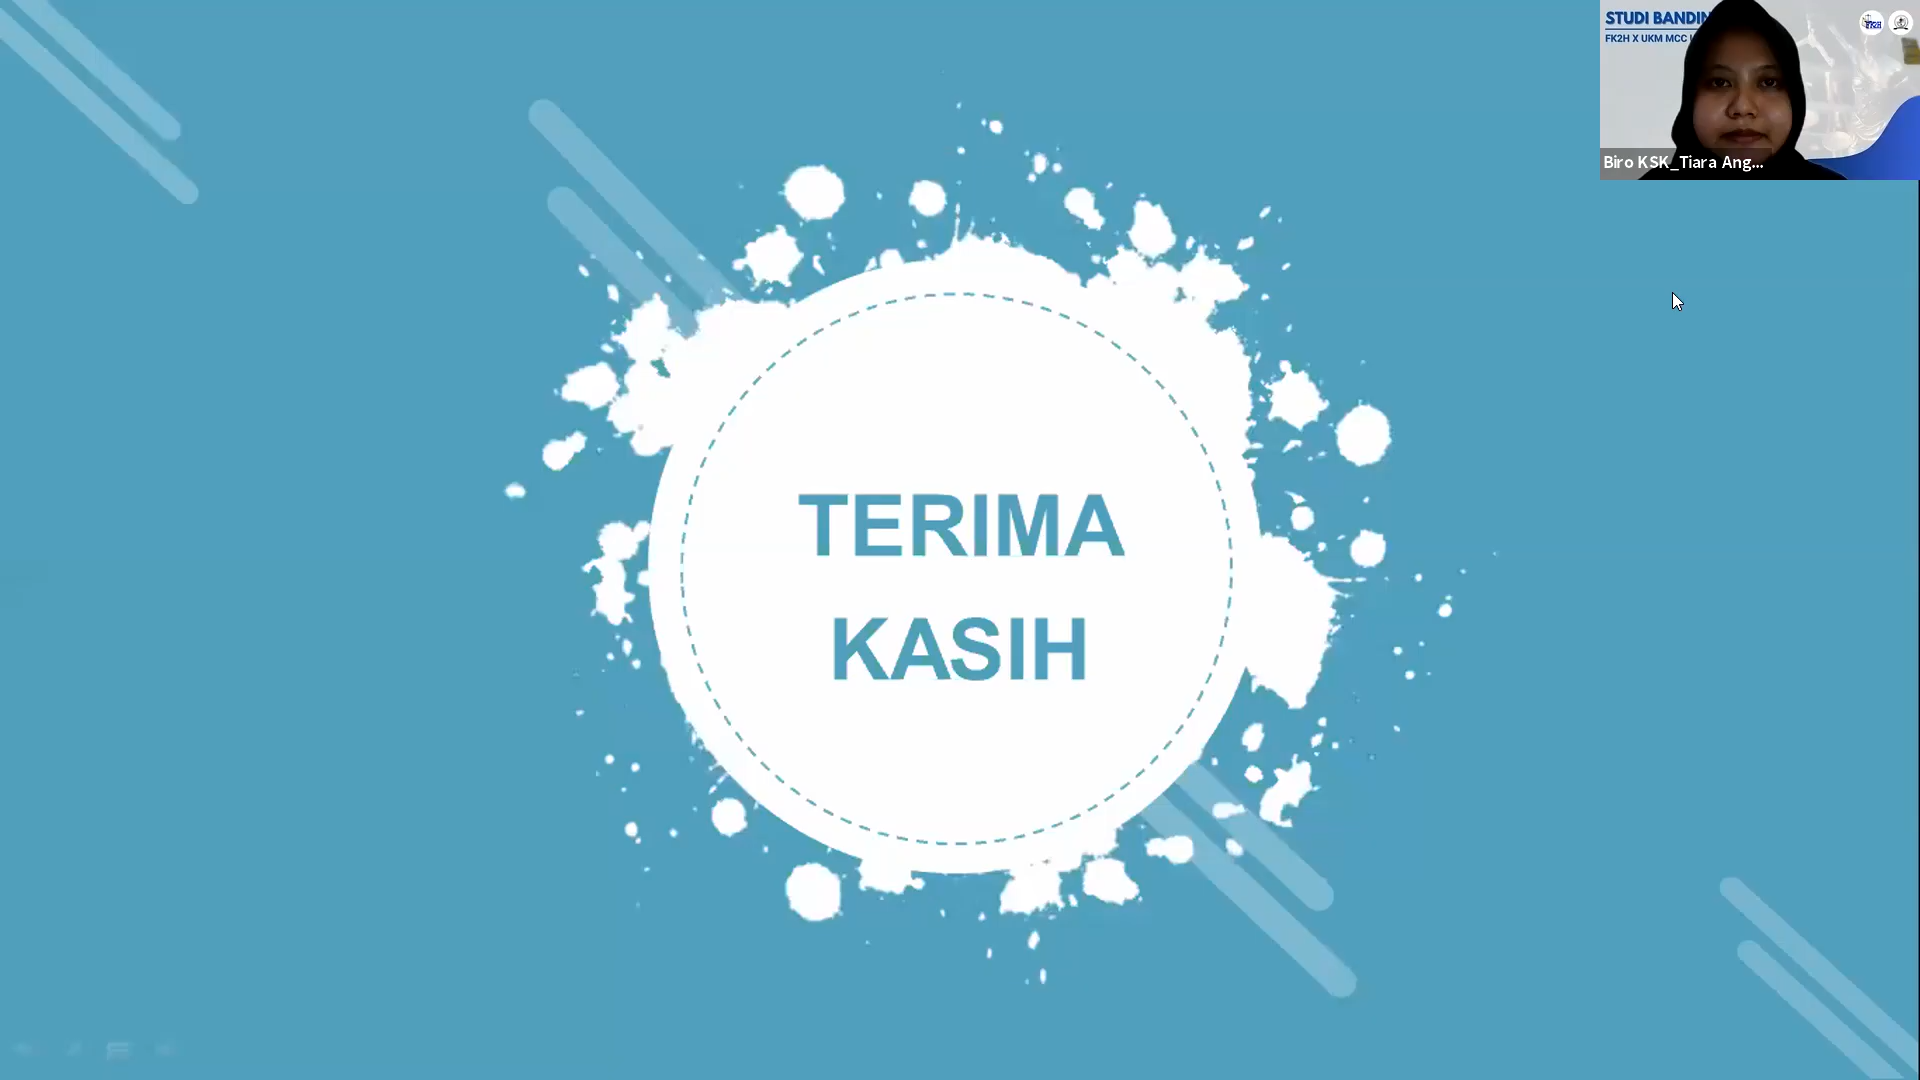 STUDI BANDIN
FK2H X UKM MCC
Biro KSK_Tiara Ang...
TERIMA
KASIH